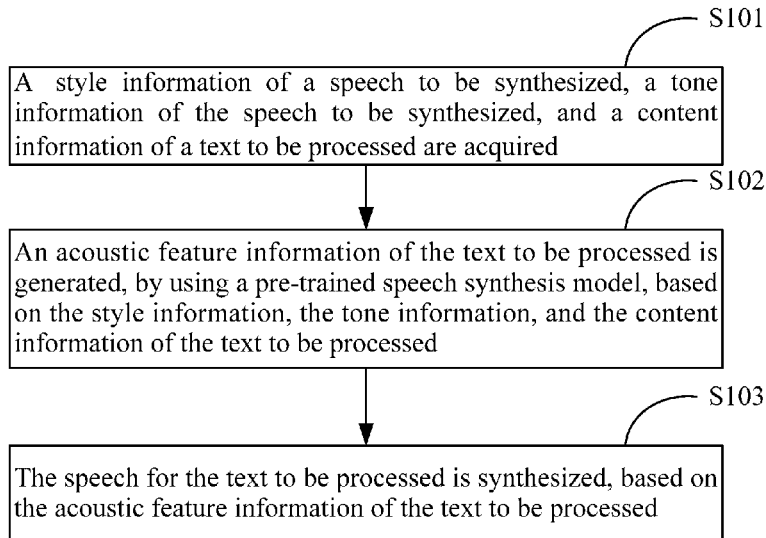 S101
A style information of a speech to be synthesized, a tone
information of the speech to be synthesized, and a content
information of a text to be processed are acquired
S102
An acoustic feature information of the text to be processed is
generated, by using a pre-trained speech synthesis model, based
on the style information, the tone information, and the content
information of the text to be processed
S103
The speech for the text to be processed is synthesized, based on
the acoustic feature information of the text to be processed